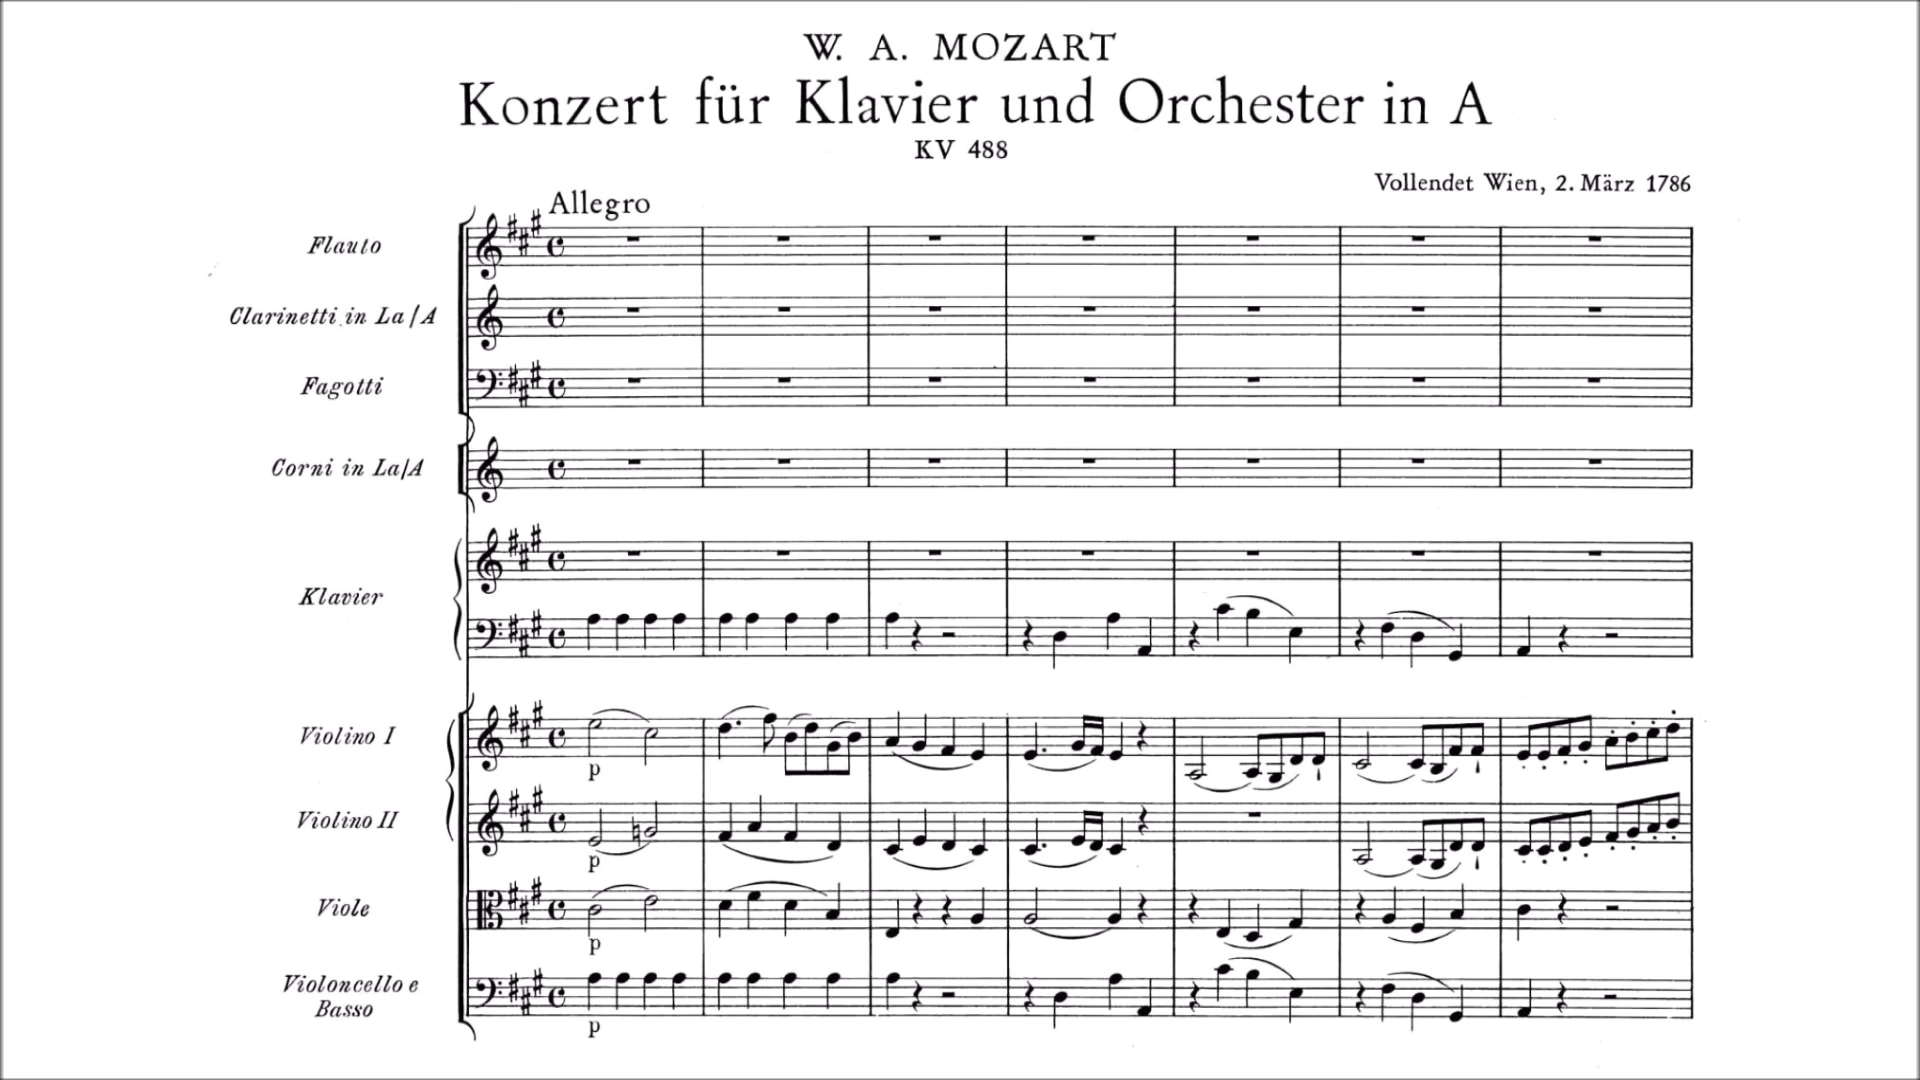 W. A. MOZART
Konzert für Klavier und Orchester in A
KV 488
Vollendet Wien, 2. März 1786
Allegro
Flauto
Clarinetti in La/A
Fagotti
Corni in La/A
Klavier
Violino I
p
Violino II
p
Viole
p
Violoncello e
Basso
p